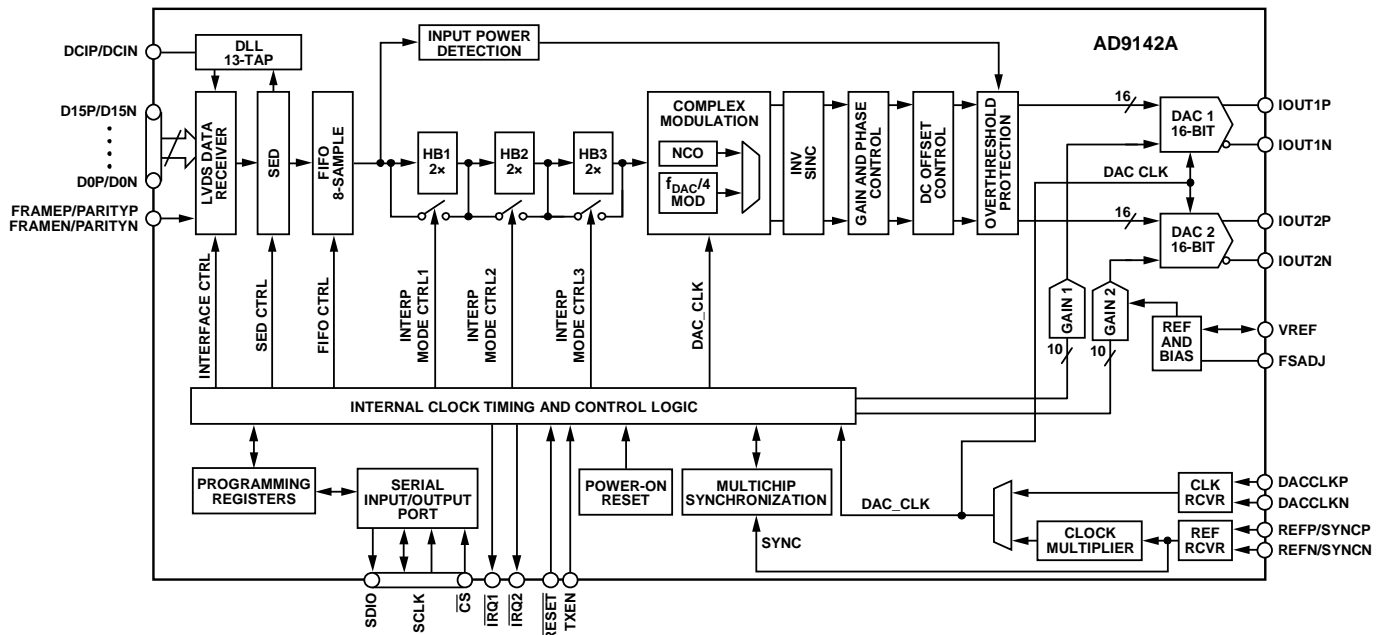 AD9142A
DCIP/DCIN
DLL
13-TAP
INPUT POWER
DETECTION
D15P/D15N
D0P/D0N
FRAMEP/PARITYP
FRAMEN/PARITYN
LVDS DATA
RECEIVER
SED
FIFO
8-SAMPLE
HB1
2×
HB2
2×
HB3
2×
COMPLEX
MODULATION
NCO
fDAC/4
MOD
INV
SINC
GAIN AND PHASE
CONTROL
DC OFFSET
CONTROL
OVERTHRESHOLD
PROTECTION
16
DAC 1
16-BIT
IOUT1P
IOUT1N
DAC CLK
16
DAC 2
16-BIT
IOUT2P
IOUT2N
INTERFACE CTRL
SED CTRL
FIFO CTRL
INTERP
MODE CTRL1
INTERP
MODE CTRL2
INTERP
MODE CTRL3
DAC_CLK
GAIN 1
GAIN 2
10
10
REF
AND
BIAS
VREF
FSADJ
INTERNAL CLOCK TIMING AND CONTROL LOGIC
PROGRAMMING
REGISTERS
SERIAL
INPUT/OUTPUT
PORT
POWER-ON
RESET
MULTICHIP
SYNCHRONIZATION
DAC_CLK
SYNC
CLOCK
MULTIPLIER
CLK
RCVR
REF
RCVR
DACCLKP
DACCLKN
REFP/SYNCP
REFN/SYNCN
SDIO
SCLK
CS
IRQ1
IRQ2
RESET
TXEN